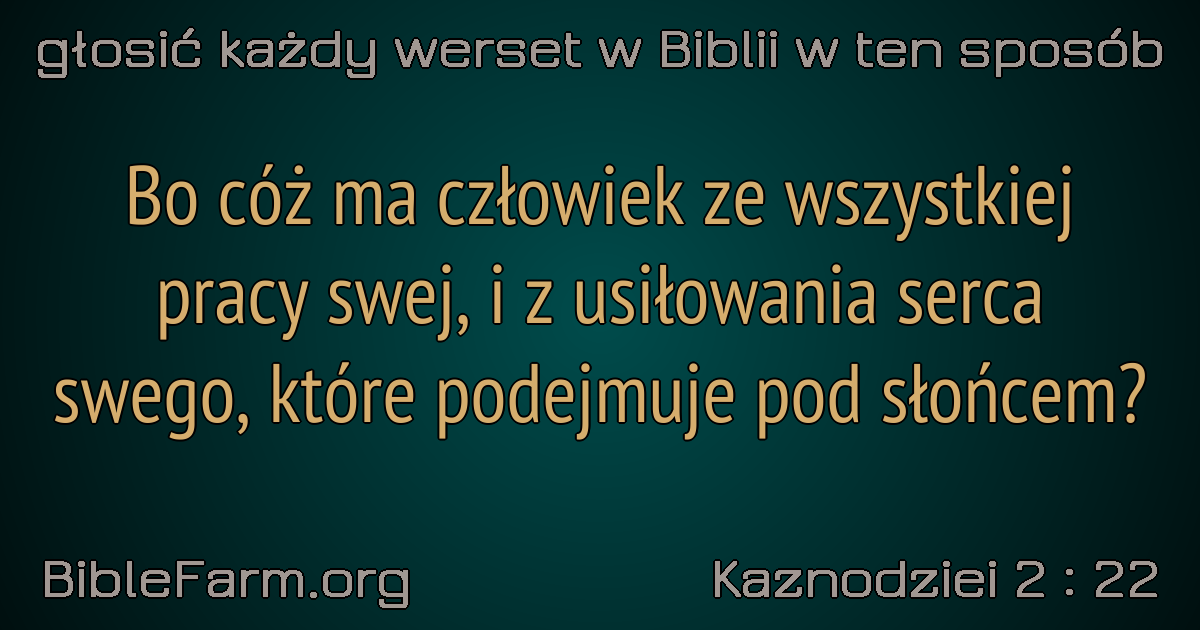 głosić każdy werset w Biblii w ten sposób
Bo cóż ma człowiek ze wszystkiej
pracy swej, i z usiłowania serca
swego, które podejmuje pod słońcem?
BibleFarm.org
Kaznodziei 2 : 22